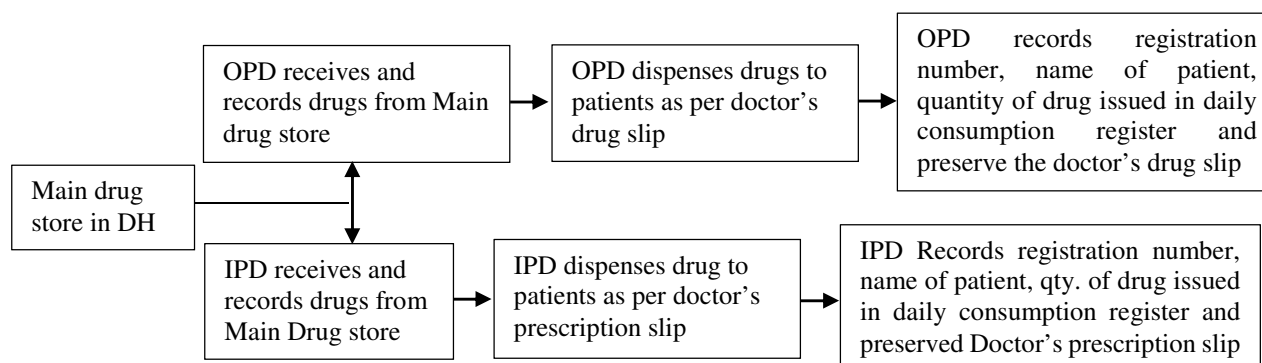 OPD receives and
records drugs from Main
drug store
OPD dispenses drugs to
patients as per doctor's
drug slip
OPD records registration
number, name of patient,
quantity of drug issued in daily
consumption register and
preserve the doctor's drug slip
Main drug
store in DH
IPD receives and
records drugs from
Main Drug store
IPD dispenses drug to
patients as per doctor's
prescription slip
IPD Records registration number,
name of patient, qty. of drug issued
in daily consumption register and
preserved Doctor's prescription slip